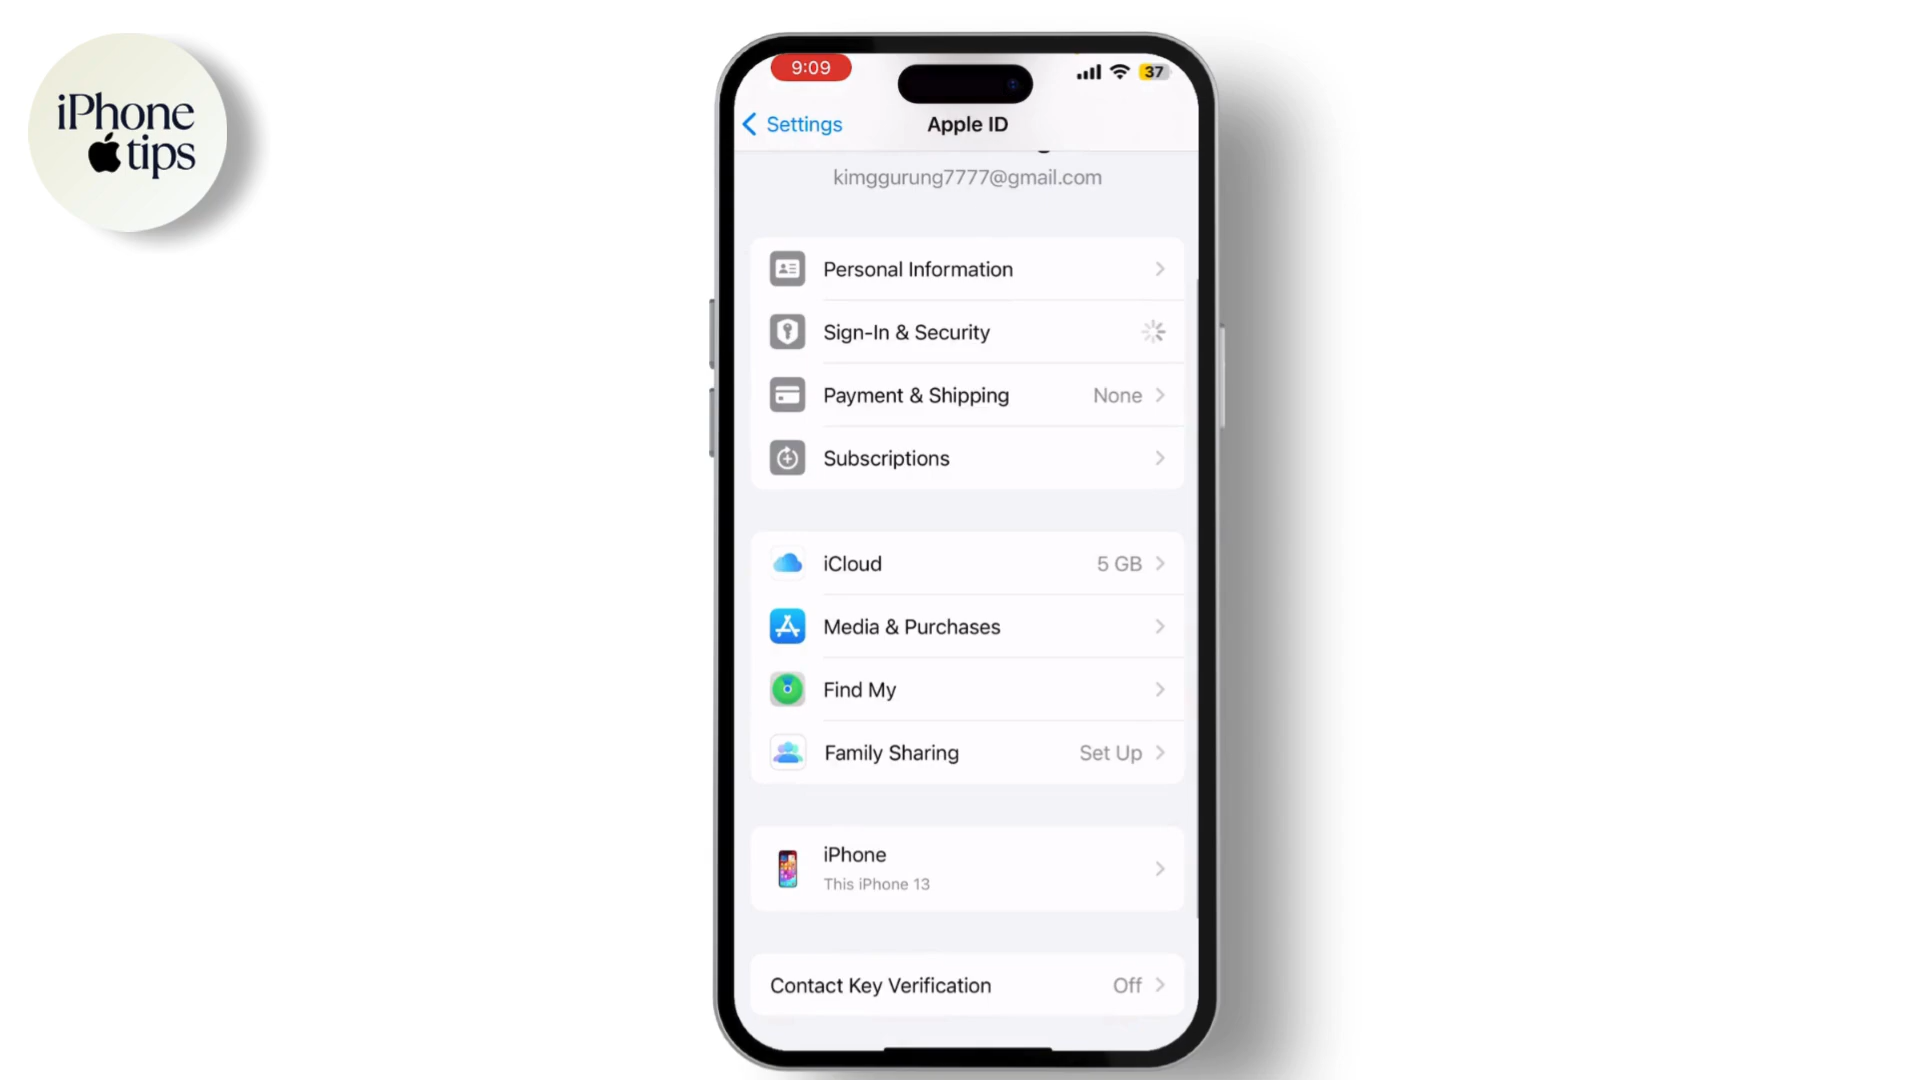 iPhone
tips
9:09
37
Settings
Apple ID
kimggurung7777@gmail.com
Personal Information
Sign-In & Security
Payment & Shipping None
Subscriptions
iCloud 5 GB
Media & Purchases
Find My
Family Sharing Set Up
iPhone
This iPhone 13
Contact Key Verification Off